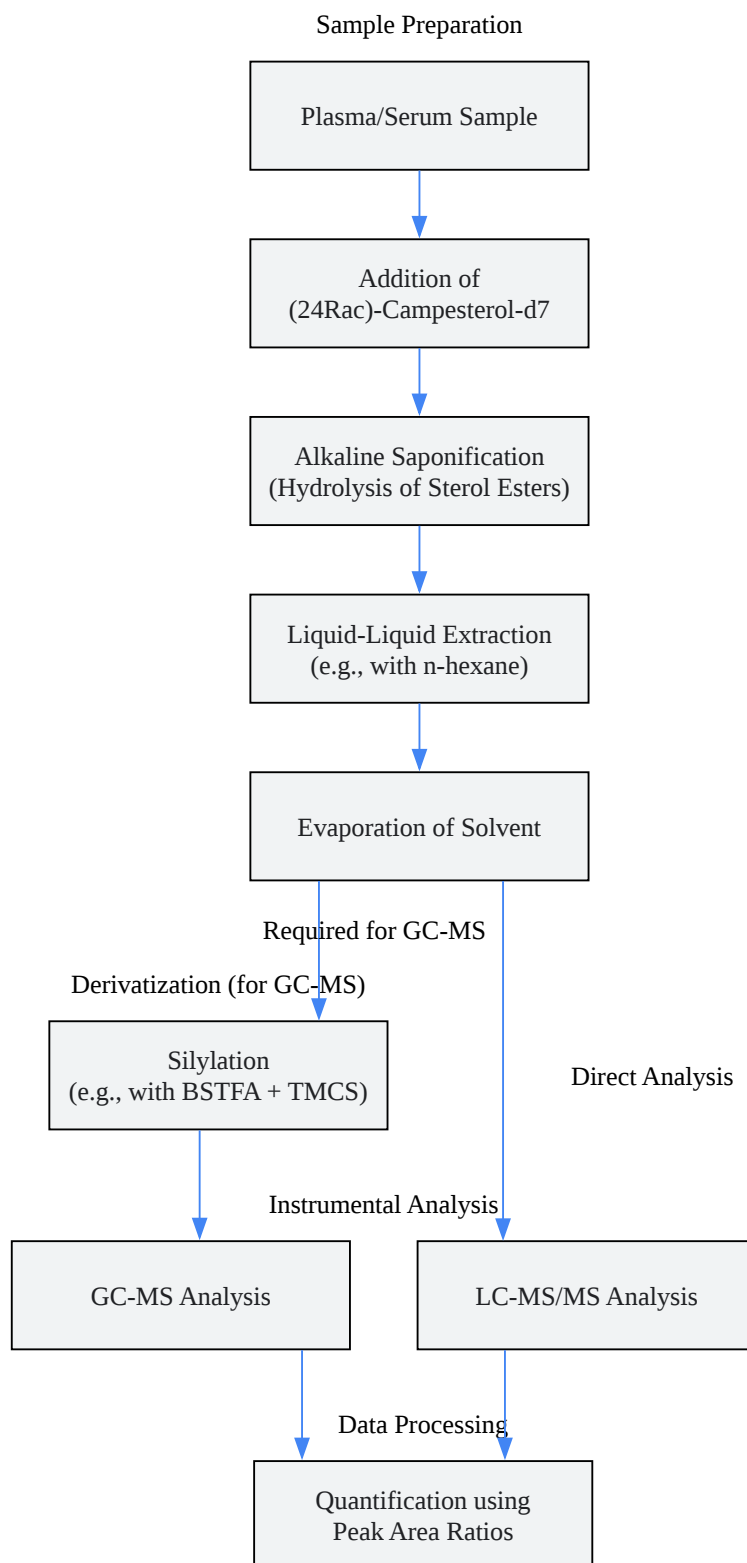 Sample Preparation
Plasma/Serum Sample
Addition of
(24Rac)-Campesterol-d7
Alkaline Saponification
(Hydrolysis of Sterol Esters)
Liquid-Liquid Extraction
(e.g., with n-hexane)
Evaporation of Solvent
Required for GC-MS
Derivatization (for GC-MS)
Silylation
(e.g., with BSTFA + TMCS)
Direct Analysis
Instrumental Analysis
GC-MS Analysis
LC-MS/MS Analysis
Data Processing
Quantification using
Peak Area Ratios